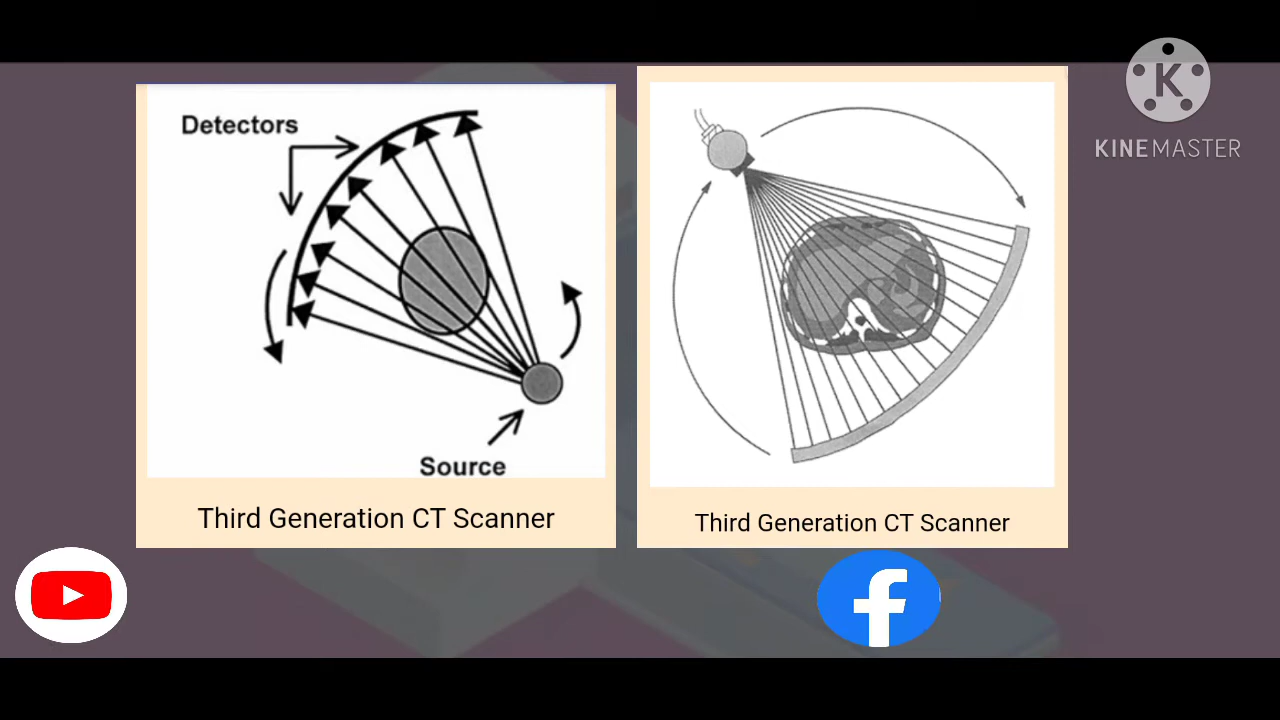 Detectors
Source
Third Generation CT Scanner
Third Generation CT Scanner
K
KINEMASTER